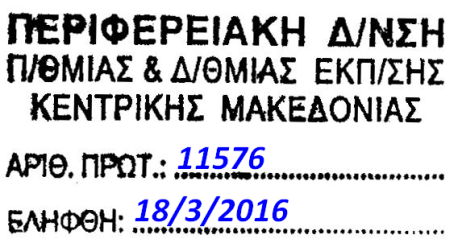 ΠΕΡΙΦΕΡΕΙΑΚΗ Δ/ΝΣΗ
Π/ΘΜΙΑΣ & Δ/ΘΜΙΑΣ ΕΚΠ/ΣΗΣ
ΚΕΝΤΡΙΚΗΣ ΜΑΚΕΔΟΝΙΑΣ
ΑΡΙΘ. ΠΡΩΤ.: 11576
ΕΛΗΦΘΗ: 18/3/2016